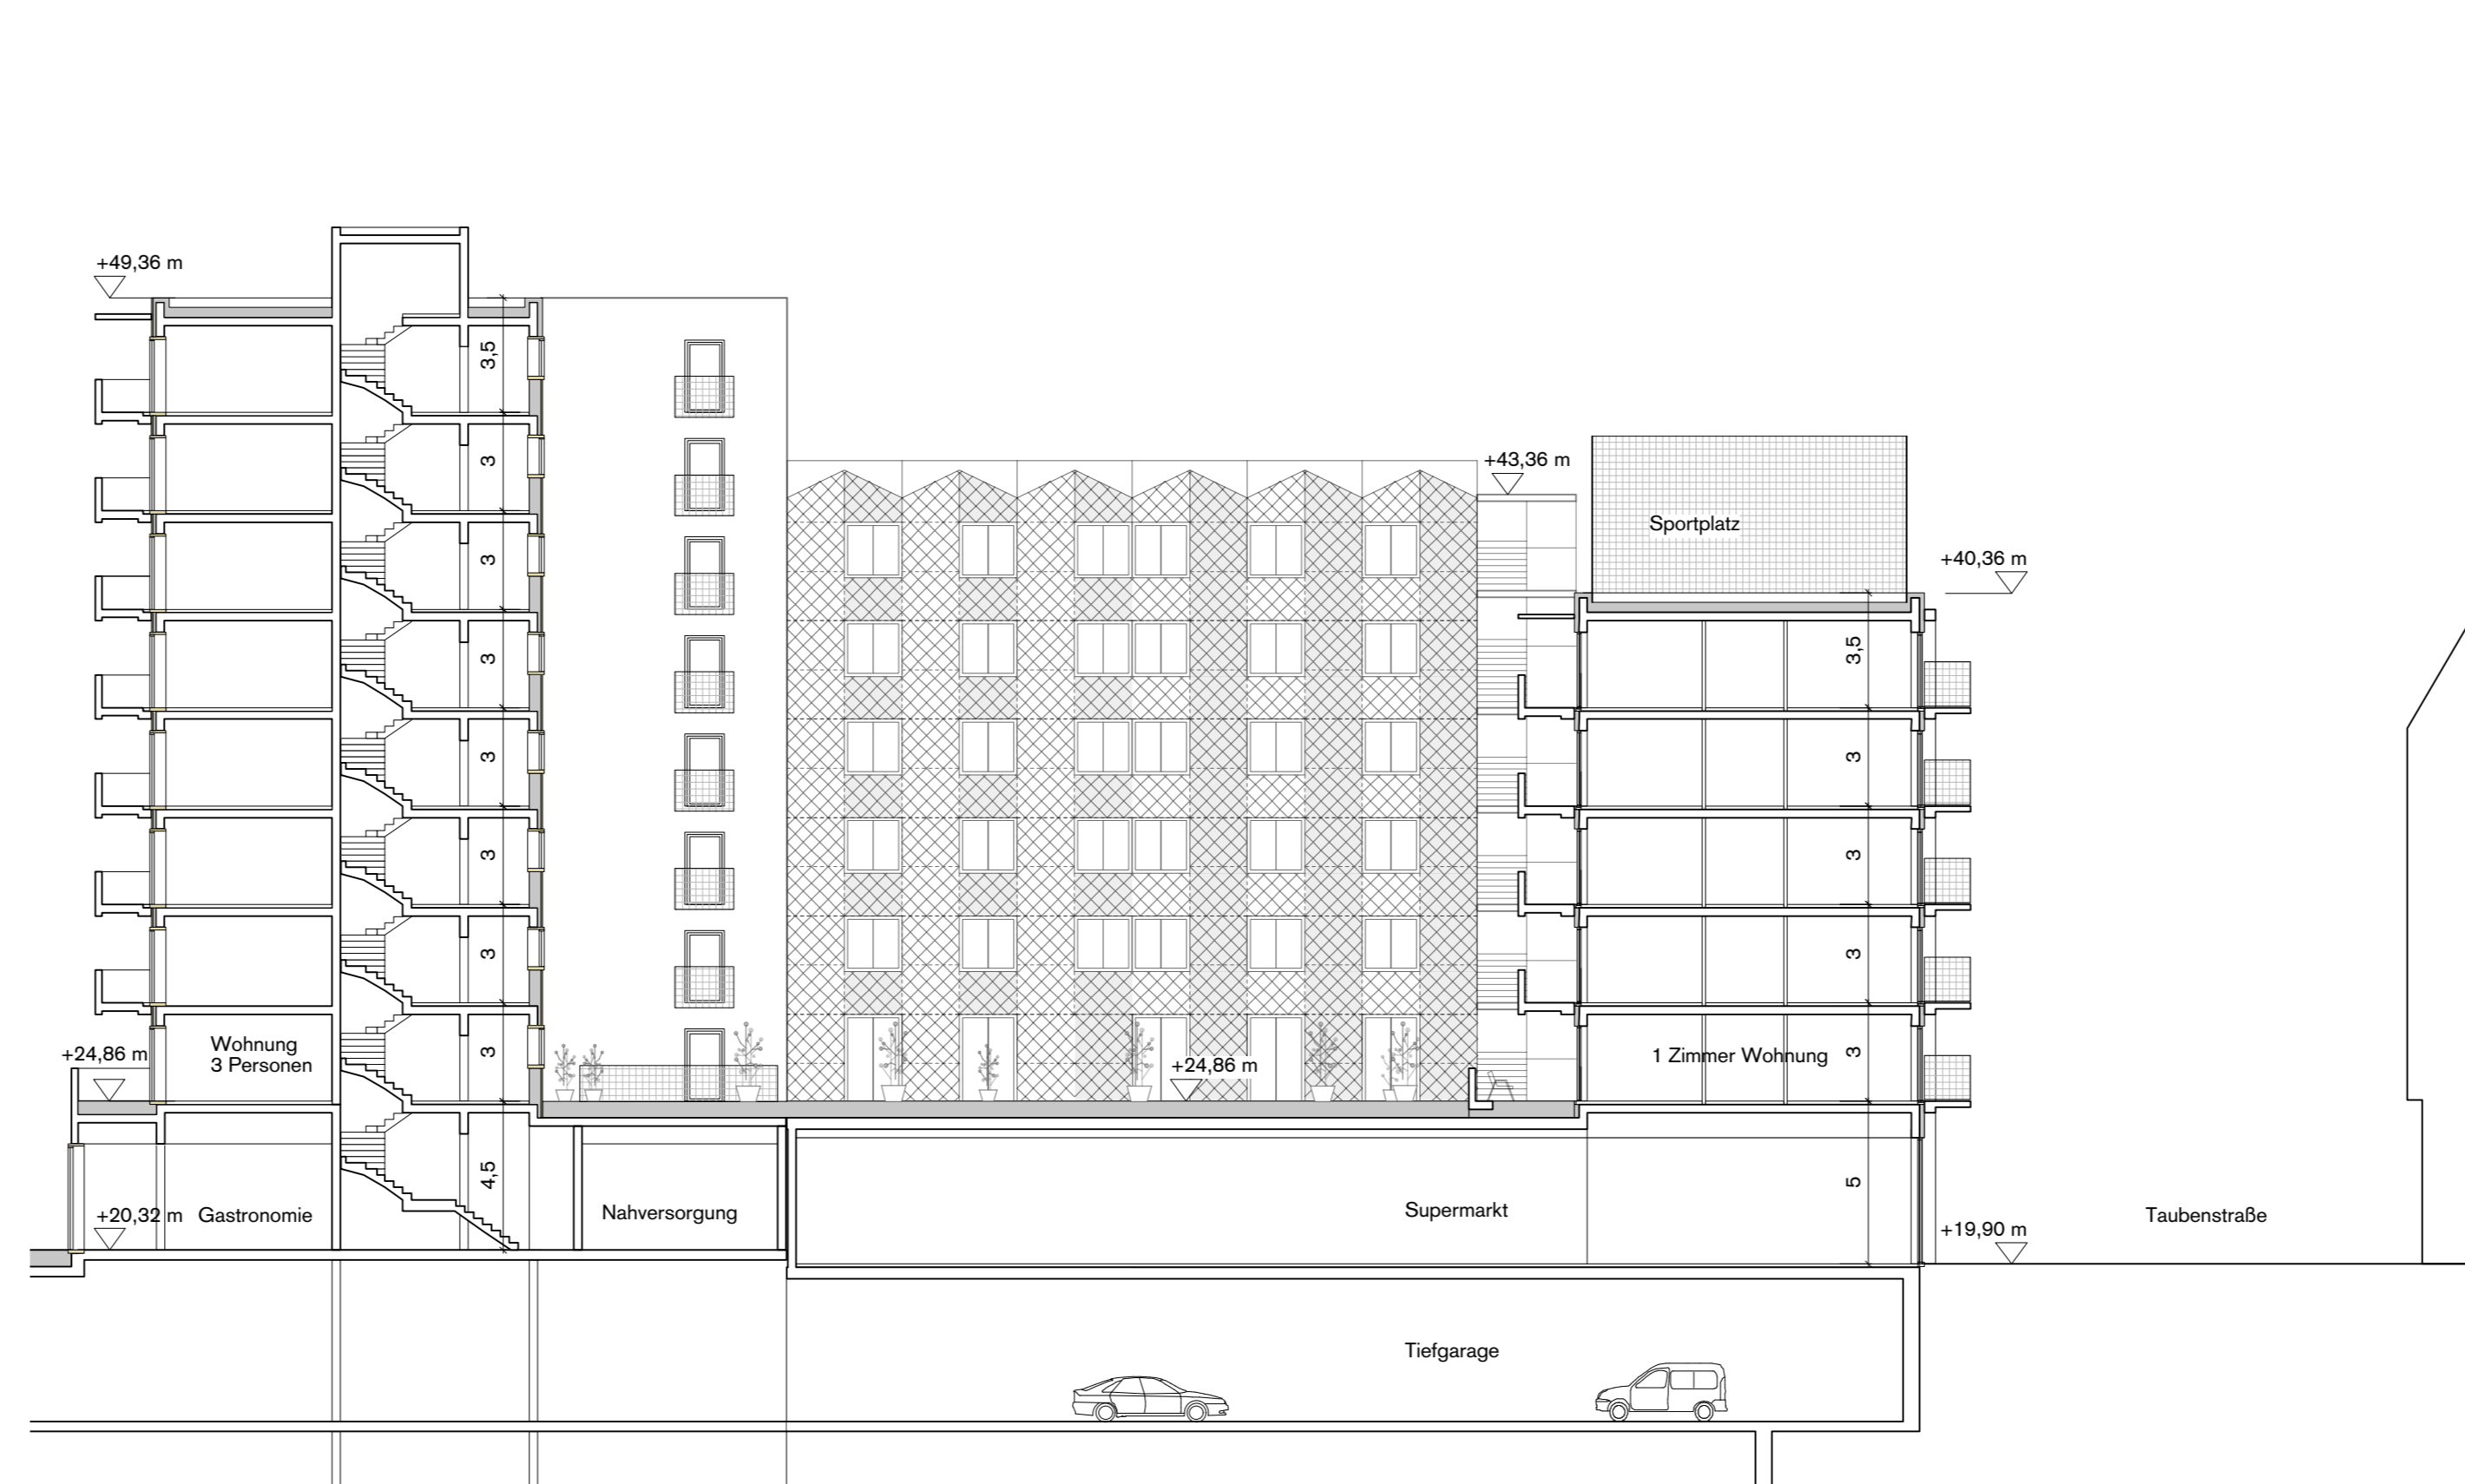 +49,36 m
3,5
+43,36 m
3
Sportplatz
3
+40,36 m
3
3,5
3
3
3
3
3
3
Wohnung
3 Personen
+24,86 m
3
+24,86 m
1 Zimmer Wohnung
3
4,5
5
+20,32 m
Gastronomie
Nahversorgung
Supermarkt
+19,90 m
Taubenstraße
Tiefgarage